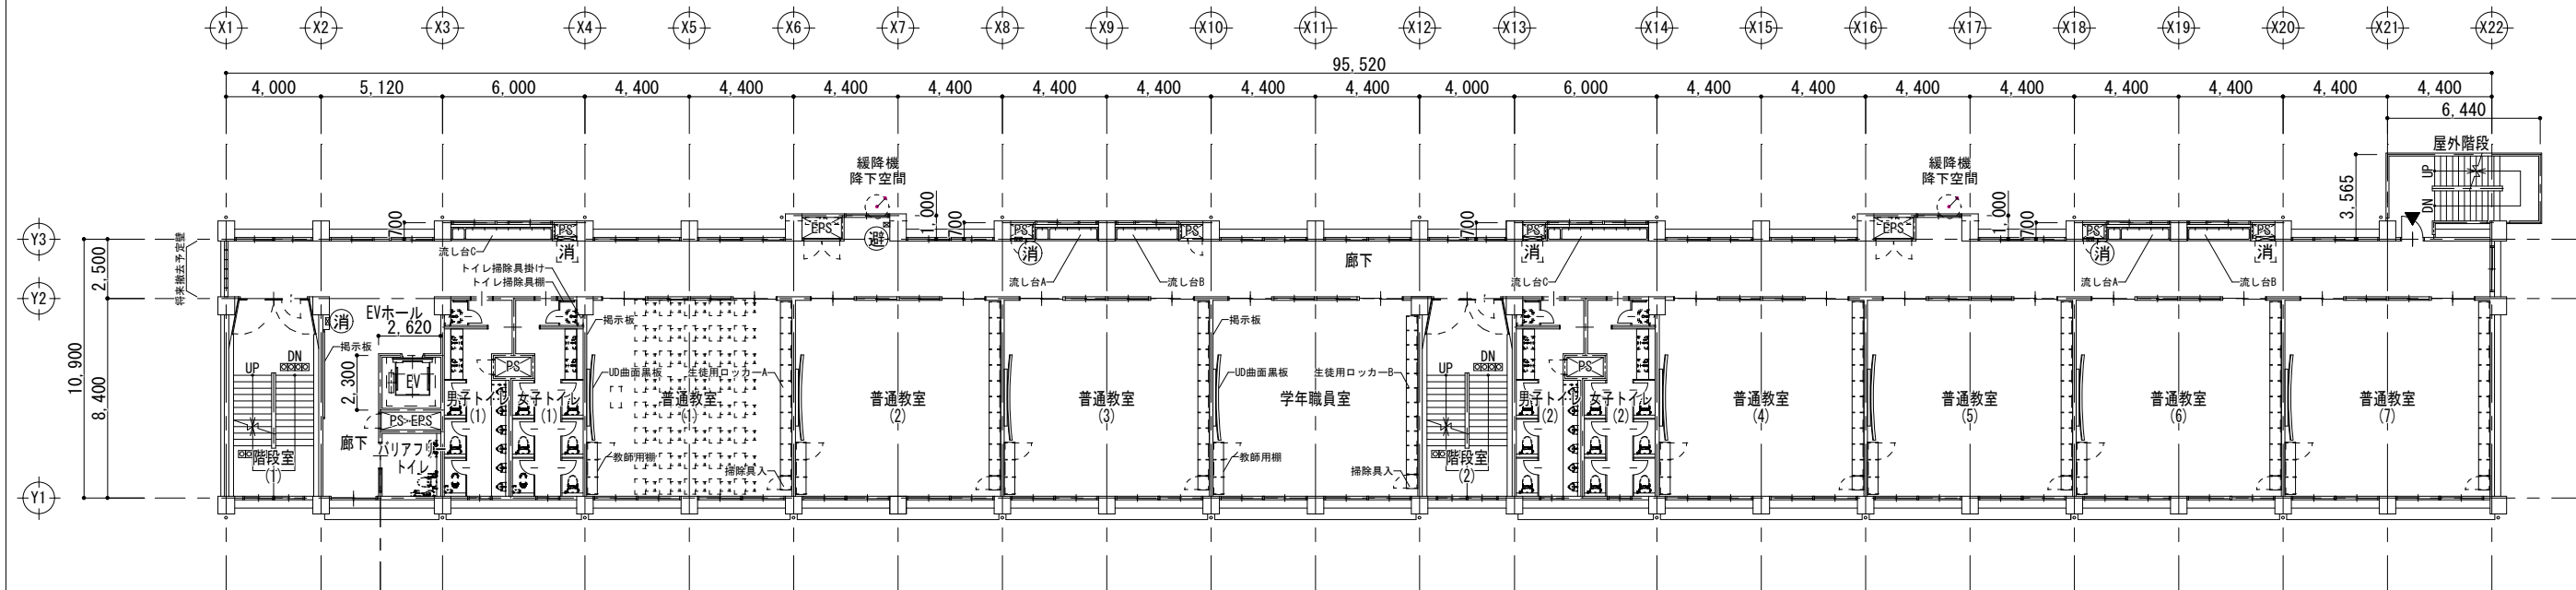 X1 X2 X3 X4 X5 X6 X7 X8 X9 X10 X11 X12 X13 X14 X15 X16 X17 X18 X19 X20 X21 X22
95,520
4,000 5,120 6,000 4,400 4,400 4,400 4,400 4,400 4,400 4,400 4,400 4,000 6,000 4,400 4,400 4,400 4,400 4,400 4,400 4,400 4,400
6,440
屋外階段
緩降機
降下空間
緩降機
降下空間
3,565
UP
DN
700
1,000
700
700
1,000
700
EPS
EPS
PS
PS
PS
PS
PS
PS
Y3
避
消
消
消
消
消
流し台C
流し台A
流し台B
流し台C
流し台A
流し台B
廊下
将来撤去予定壁
2,500
トイレ掃除具掛け
トイレ掃除具棚
Y2
EVホール
消
2,620
掲示板
掲示板
掲示板
10,900
8,400
2,300
UP
DN
EV
PS
UD曲面黒板
生徒用ロッカーA
UD曲面黒板
生徒用ロッカーB
UP
DN
PS
男子トイレ
(1)
女子トイレ
(1)
普通教室
(1)
普通教室
(2)
普通教室
(3)
学年職員室
男子トイレ
(2)
女子トイレ
(2)
普通教室
(4)
普通教室
(5)
普通教室
(6)
普通教室
(7)
PS・EPS
廊下
バリアフリー
トイレ
階段室
(1)
教師用棚
掃除具入
教師用棚
掃除具入
階段室
(2)
Y1